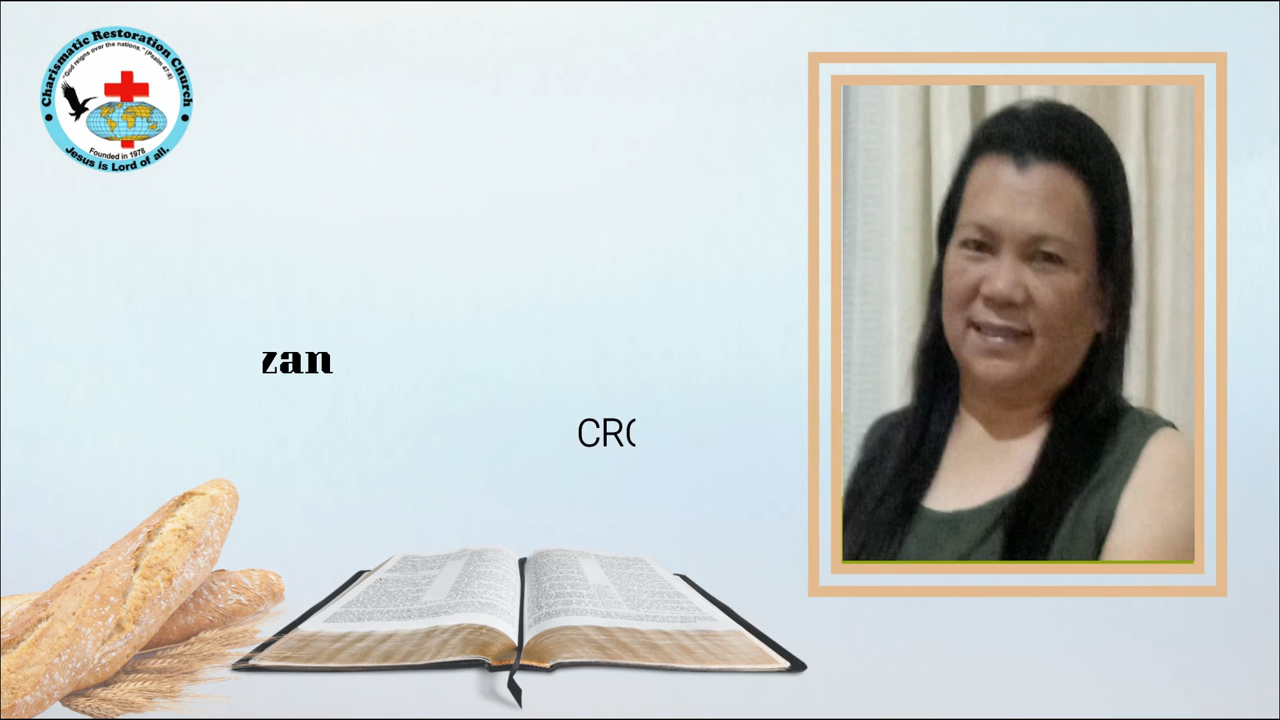 Charismatic Restoration Church
"God reigns over the nations." (Psalm 47:8)
Founded in 1978
Jesus is Lord of all.
zan
CRC